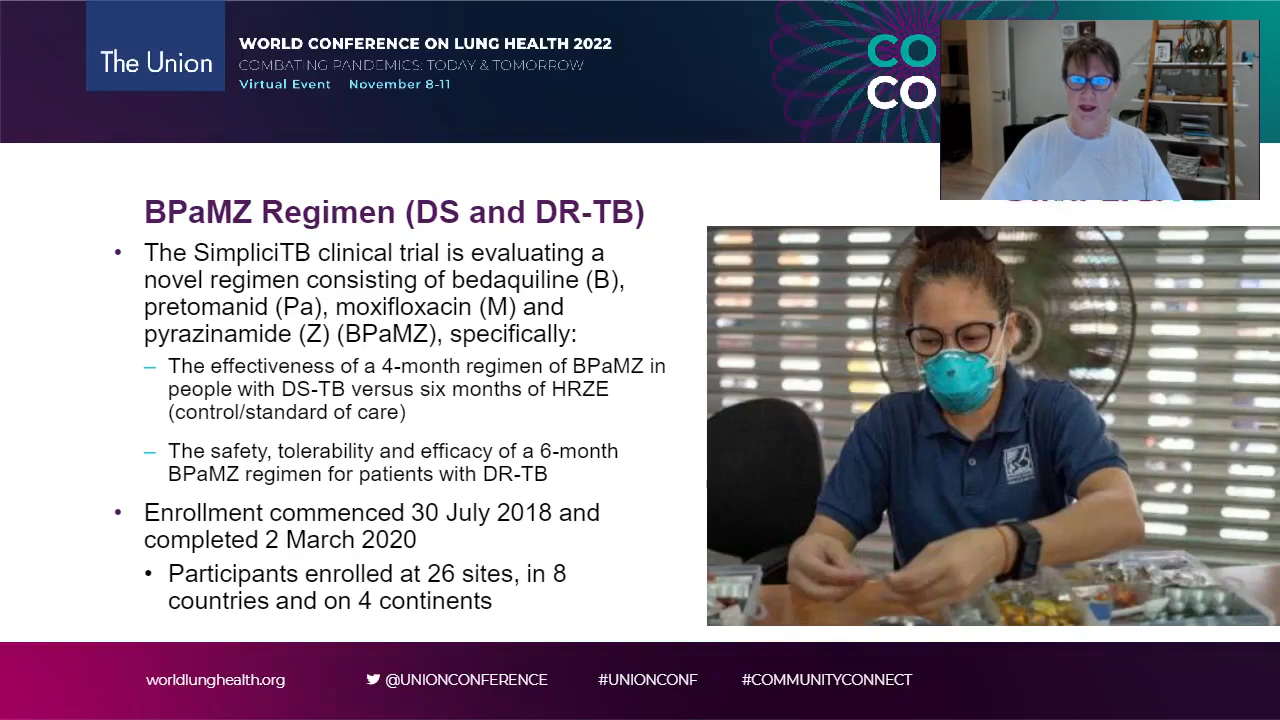 The Union
WORLD CONFERENCE ON LUNG HEALTH 2022
COMBATING PANDEMICS: TODAY & TOMORROW
Virtual Event November 8-11
CO
CO
BPaMZ Regimen (DS and DR-TB)
• The SimpliciTB clinical trial is evaluating a
novel regimen consisting of bedaquiline (B),
pretomanid (Pa), moxifloxacin (M) and
pyrazinamide (Z) (BPaMZ), specifically:
– The effectiveness of a 4-month regimen of BPaMZ in
people with DS-TB versus six months of HRZE
(control/standard of care)
– The safety, tolerability and efficacy of a 6-month
BPaMZ regimen for patients with DR-TB
• Enrollment commenced 30 July 2018 and
completed 2 March 2020
• Participants enrolled at 26 sites, in 8
countries and on 4 continents
worldlunghealth.org @UNIONCONFERENCE #UNIONCONF #COMMUNITYCONNECT